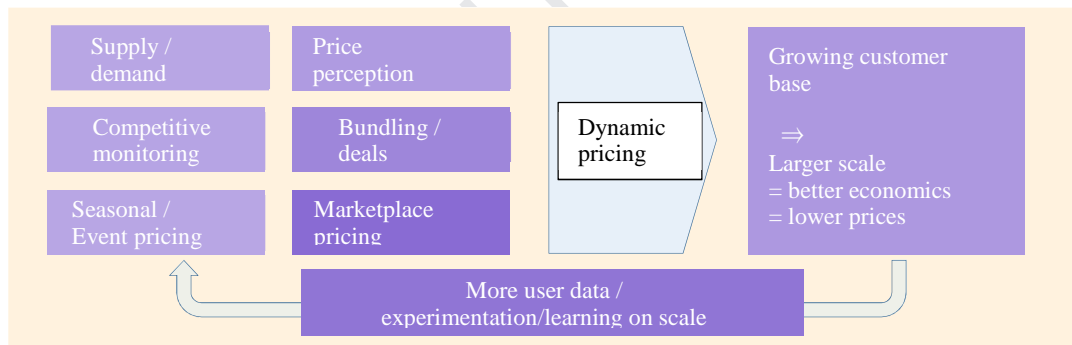 Supply /
demand
Price
perception
Competitive
monitoring
Bundling /
deals
Seasonal /
Event pricing
Marketplace
pricing
Dynamic
pricing
Growing customer
base
⇒
Larger scale
= better economics
= lower prices
More user data /
experimentation/learning on scale